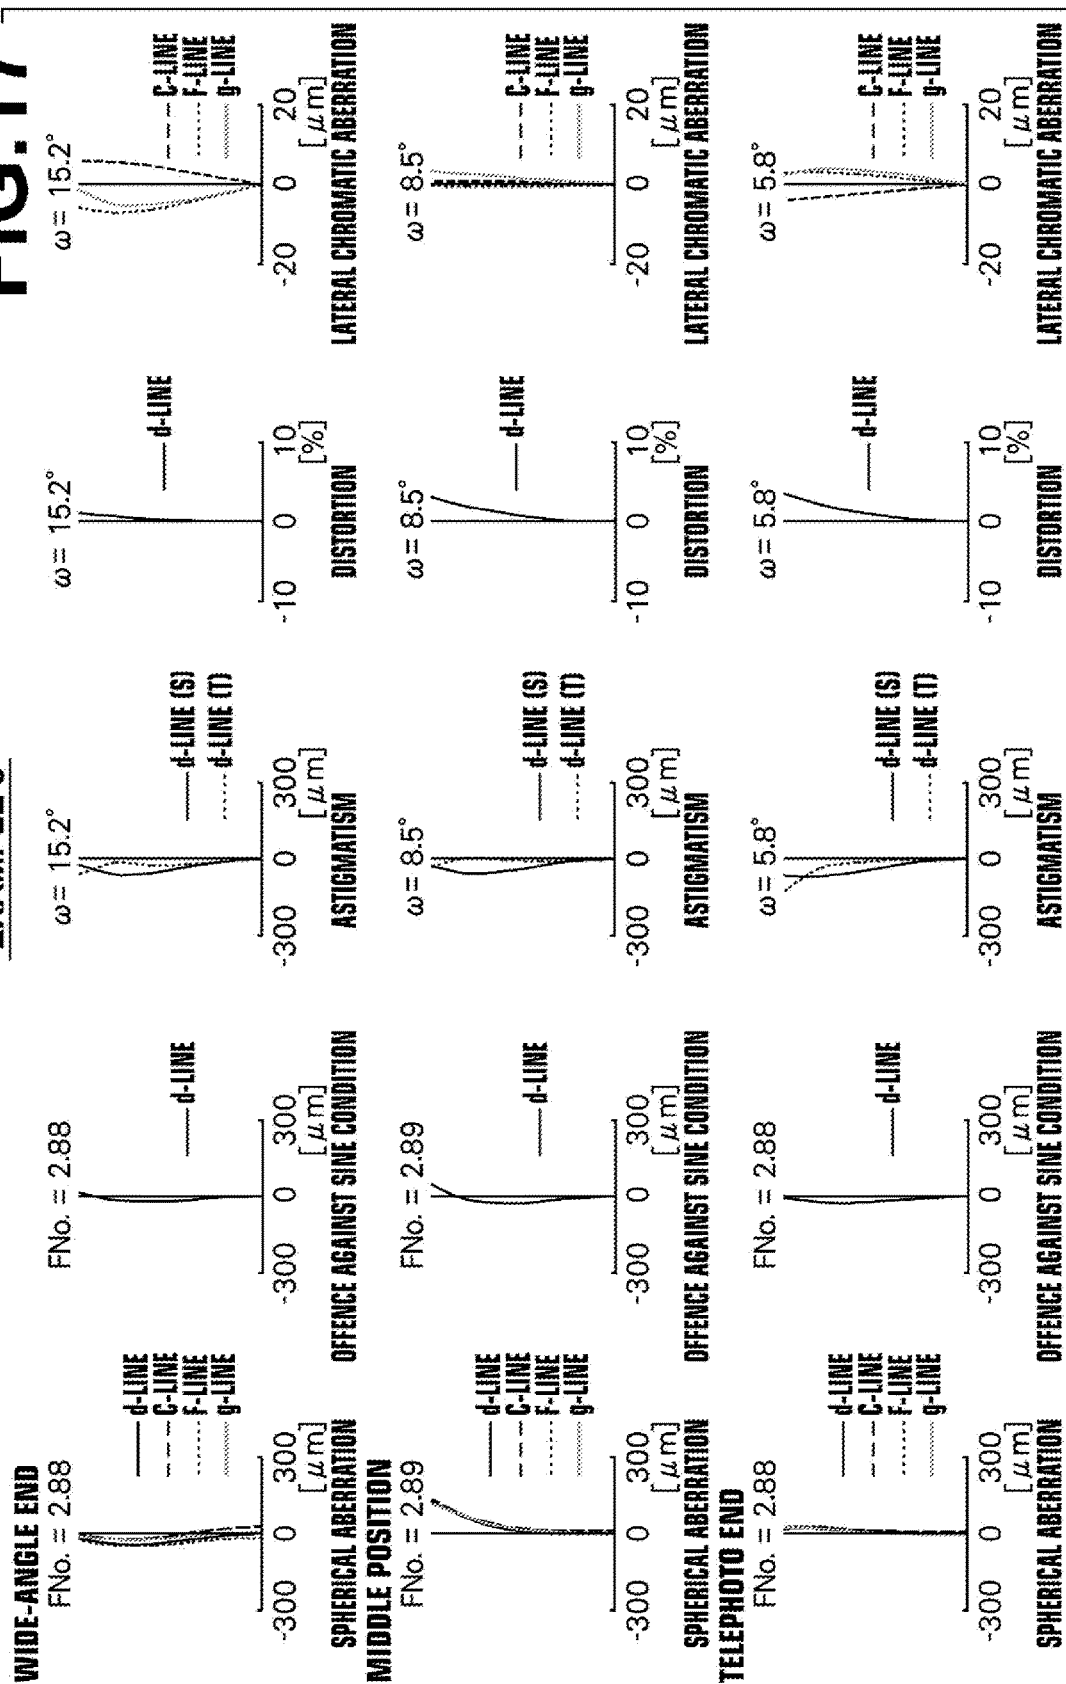 FIG.17
WIDE-ANGLE END
FNo. = 2.88
d-LINE
C-LINE
F-LINE
g-LINE
-300 0 300
[μm]
SPHERICAL ABERRATION
FNo. = 2.88
d-LINE
-300 0 300
[μm]
OFFENCE AGAINST SINE CONDITION
ω= 15.2°
d-LINE (S)
d-LINE (T)
-300 0 300
[μm]
ASTIGMATISM
ω= 15.2°
d-LINE
-10 0 10
[%]
DISTORTION
ω= 15.2°
C-LINE
F-LINE
g-LINE
-20 0 20
[μm]
LATERAL CHROMATIC ABERRATION
MIDDLE POSITION
FNo. = 2.89
d-LINE
C-LINE
F-LINE
g-LINE
-300 0 300
[μm]
SPHERICAL ABERRATION
FNo. = 2.89
d-LINE
-300 0 300
[μm]
OFFENCE AGAINST SINE CONDITION
ω= 8.5°
d-LINE (S)
d-LINE (T)
-300 0 300
[μm]
ASTIGMATISM
ω= 8.5°
d-LINE
-10 0 10
[%]
DISTORTION
ω= 8.5°
C-LINE
F-LINE
g-LINE
-20 0 20
[μm]
LATERAL CHROMATIC ABERRATION
TELEPHOTO END
FNo. = 2.88
d-LINE
C-LINE
F-LINE
g-LINE
-300 0 300
[μm]
SPHERICAL ABERRATION
FNo. = 2.88
d-LINE
-300 0 300
[μm]
OFFENCE AGAINST SINE CONDITION
ω= 5.8°
d-LINE (S)
d-LINE (T)
-300 0 300
[μm]
ASTIGMATISM
ω= 5.8°
d-LINE
-10 0 10
[%]
DISTORTION
ω= 5.8°
C-LINE
F-LINE
g-LINE
-20 0 20
[μm]
LATERAL CHROMATIC ABERRATION